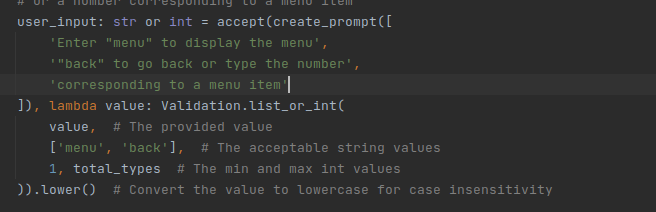 # or a number corresponding to a menu item
user_input: str or int = accept(create_prompt([
    'Enter "menu" to display the menu',
    '"back" to go back or type the number',
    'corresponding to a menu item'
]), lambda value: Validation.list_or_int(
    value,  # The provided value
    ['menu', 'back'],  # The acceptable string values
    1, total_types  # The min and max int values
)).lower()  # Convert the value to lowercase for case insensitivity